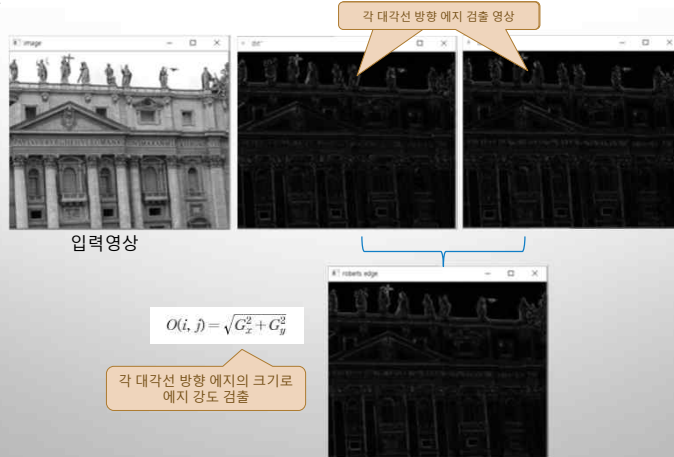 각 대각선 방향 에지 검출 영상
image
입력영상
roberts edge
O(i, j) = √(G_x^2 + G_y^2)
각 대각선 방향 에지의 크기로
에지 강도 검출